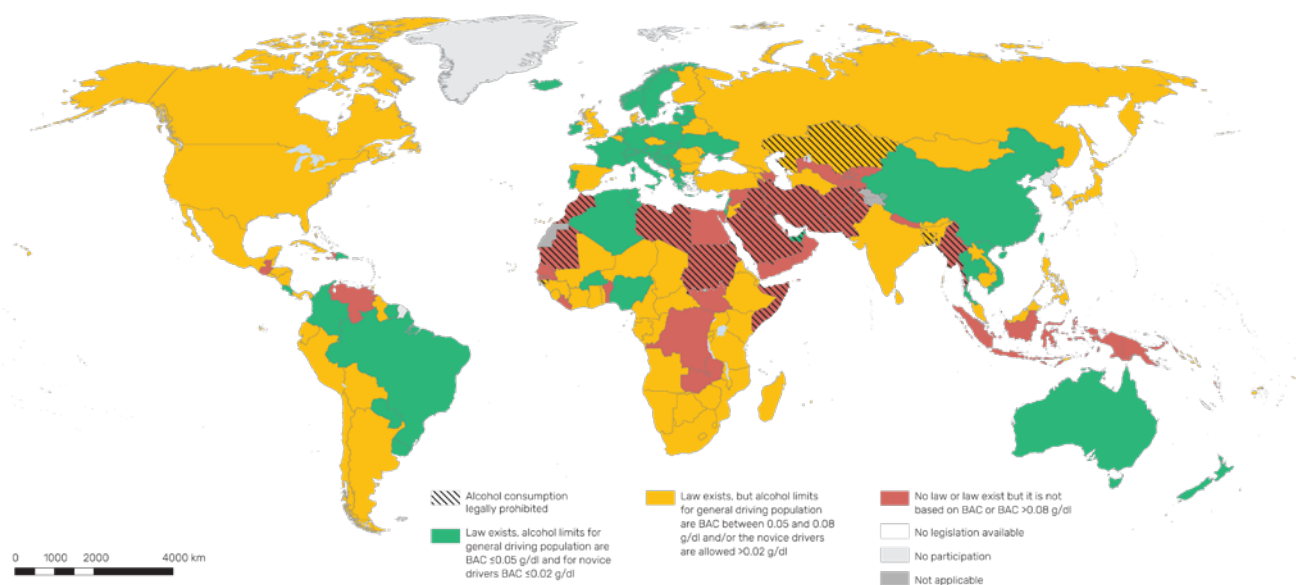 Alcohol consumption
legally prohibited
Law exists, alcohol limits for
general driving population are
BAC ≤0.05 g/dl and for novice
drivers BAC ≤0.02 g/dl
Law exists, but alcohol limits
for general driving population
are BAC between 0.05 and 0.08
g/dl and/or the novice drivers
are allowed >0.02 g/dl
No law or law exist but it is not
based on BAC or BAC >0.08 g/dl
No legislation available
No participation
Not applicable
0 1000 2000 4000 km